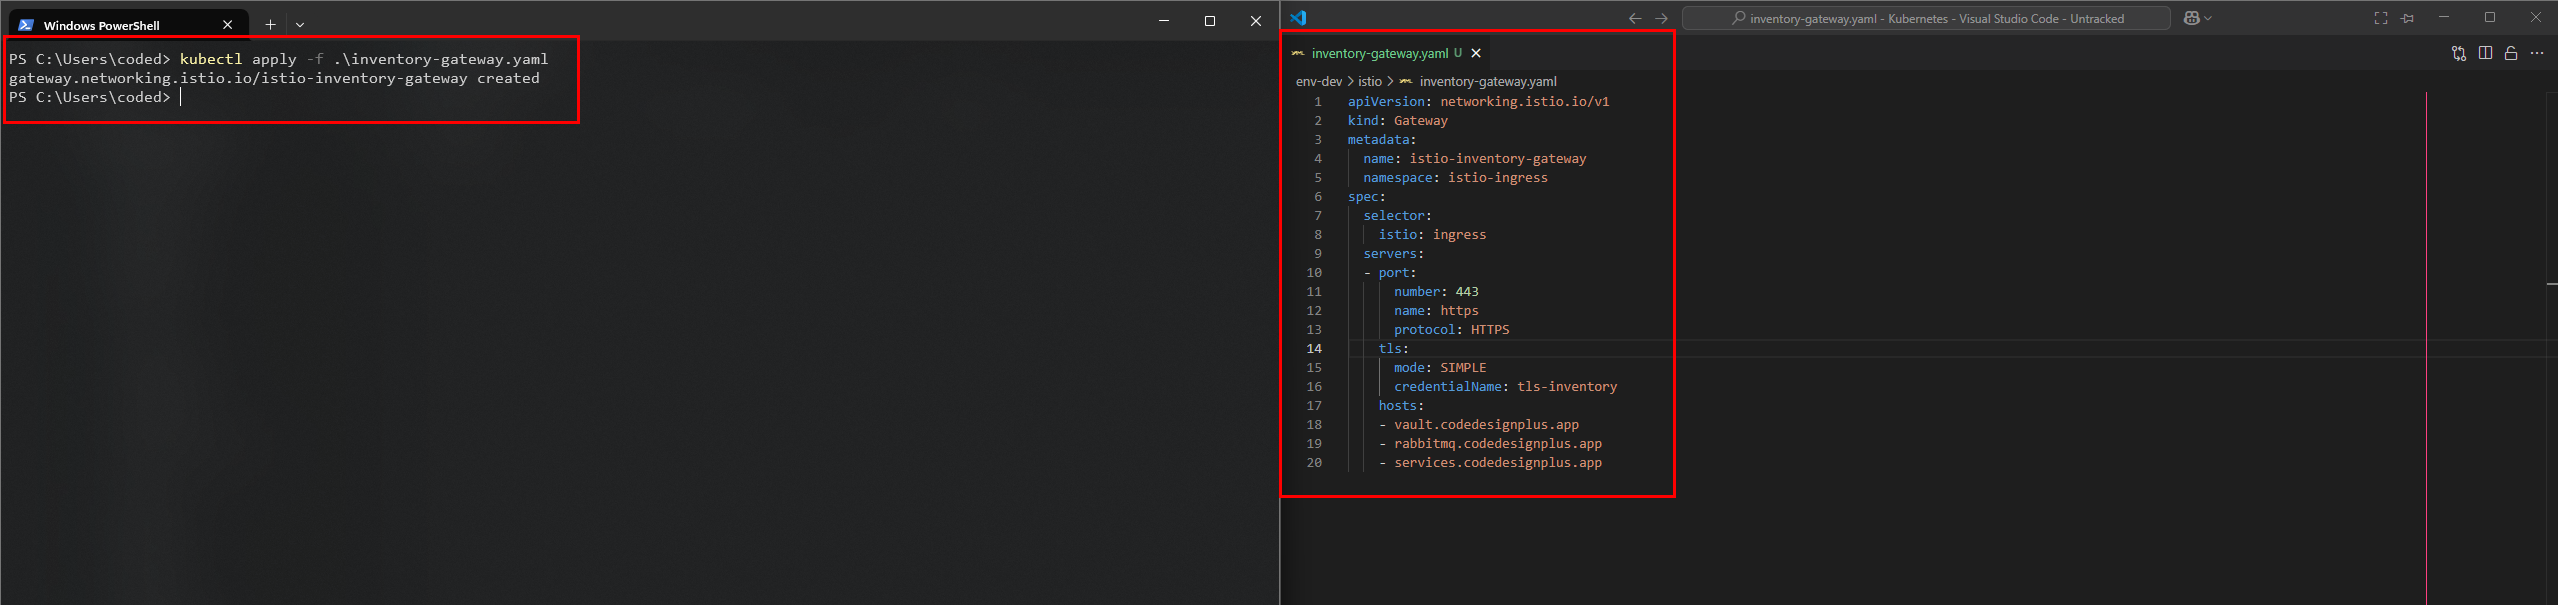 Windows PowerShell
PS C:\Users\coded> kubectl apply -f .\inventory-gateway.yaml
gateway.networking.istio.io/istio-inventory-gateway created
PS C:\Users\coded>
inventory-gateway.yaml - Kubernetes - Visual Studio Code - Untracked
inventory-gateway.yaml U
env-dev > istio > inventory-gateway.yaml
1 apiVersion: networking.istio.io/v1
2 kind: Gateway
3 metadata:
4   name: istio-inventory-gateway
5   namespace: istio-ingress
6 spec:
7   selector:
8     istio: ingress
9   servers:
10   - port:
11       number: 443
12       name: https
13       protocol: HTTPS
14     tls:
15       mode: SIMPLE
16       credentialName: tls-inventory
17     hosts:
18     - vault.codedesignplus.app
19     - rabbitmq.codedesignplus.app
20     - services.codedesignplus.app